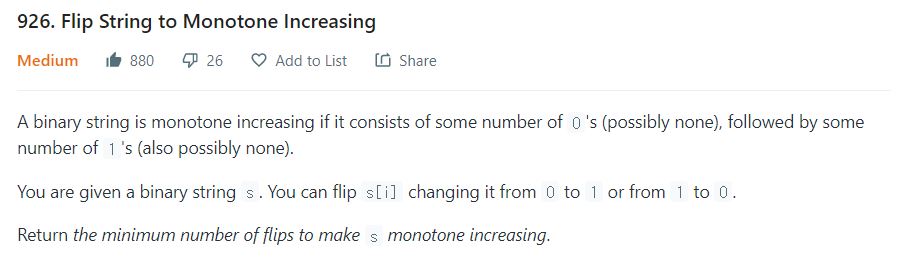 926. Flip String to Monotone Increasing
Medium 880 26 Add to List Share
A binary string is monotone increasing if it consists of some number of 0 's (possibly none), followed by some
number of 1 's (also possibly none).
You are given a binary string s . You can flip s[i] changing it from 0 to 1 or from 1 to 0 .
Return the minimum number of flips to make s monotone increasing.